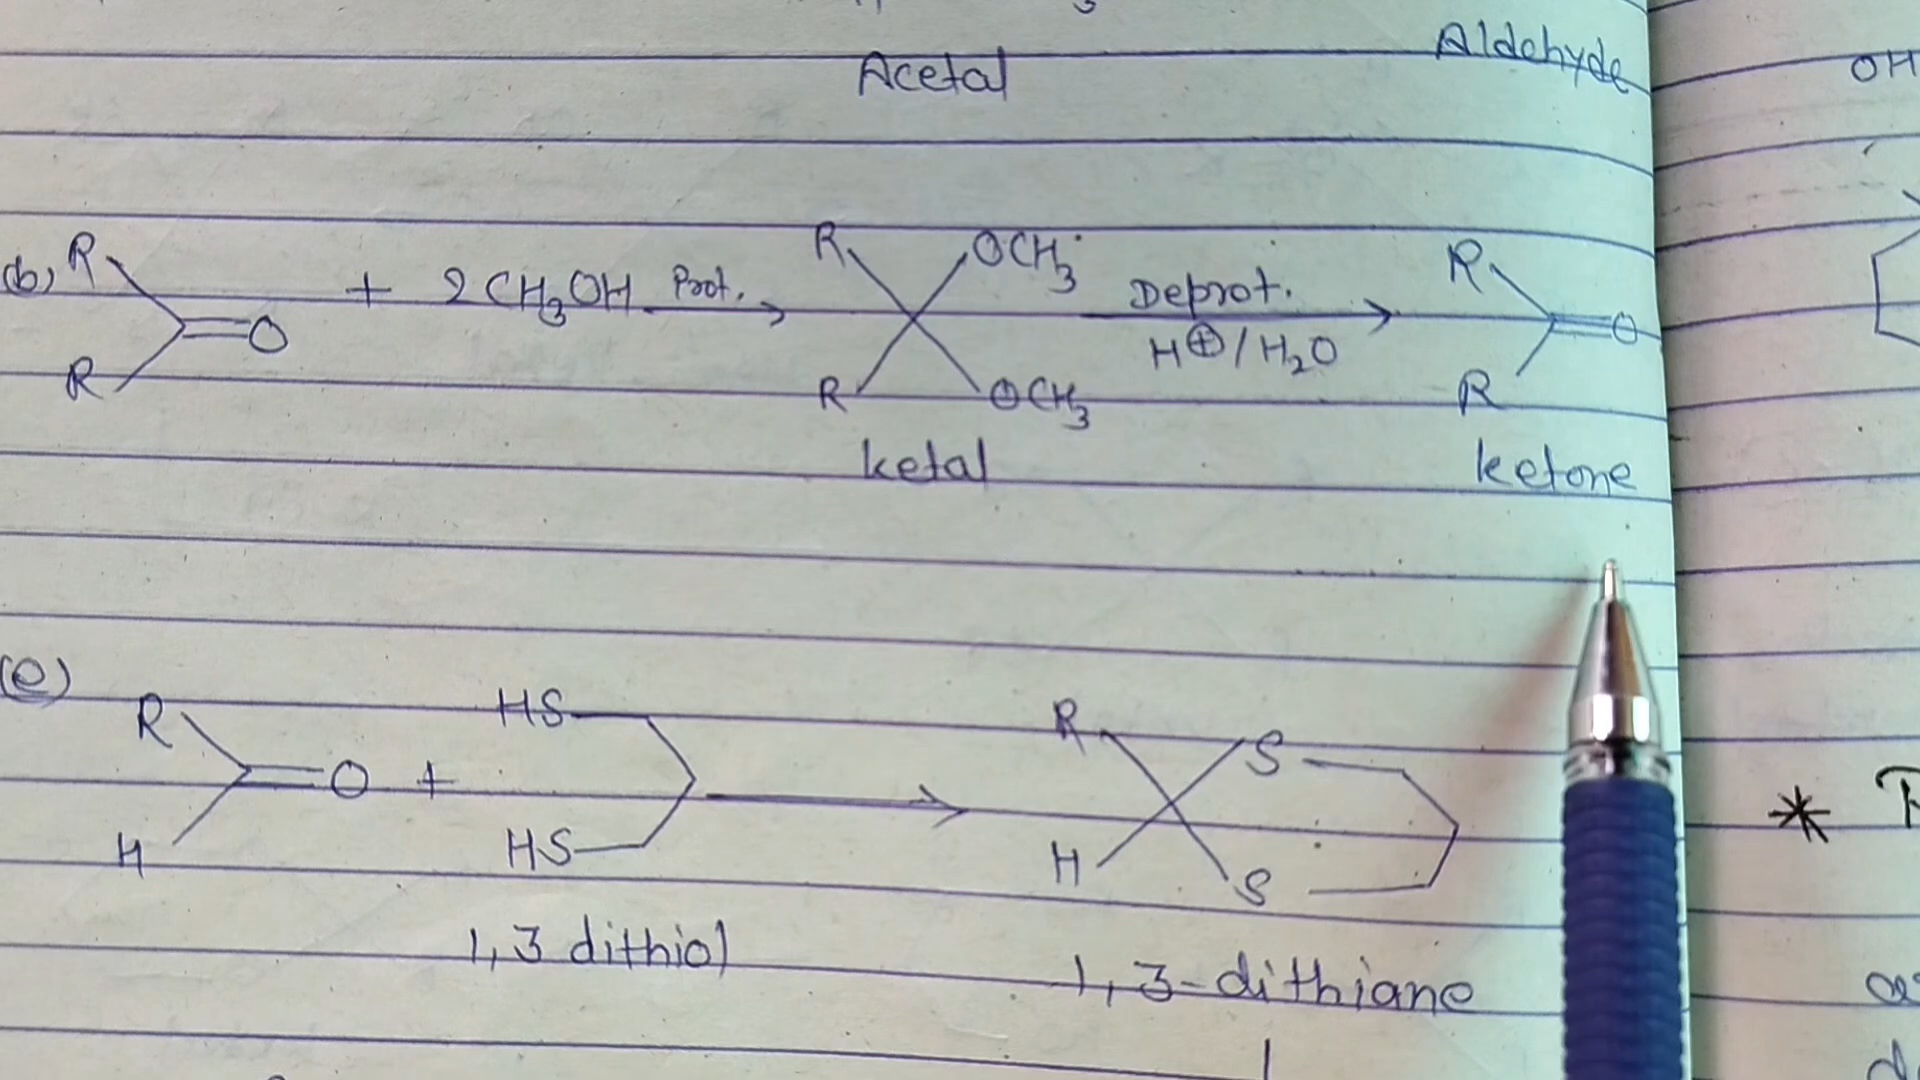 Acetal Aldehyde
(b) R R =O + 2CH₃OH Prot. → R R OCH₃ OCH₃ Deprot. H⊕/H₂O → R R =O
ketal ketone
(e) R H =O + HS HS → R H S S
1,3 dithiol 1,3-dithiane
OH
*